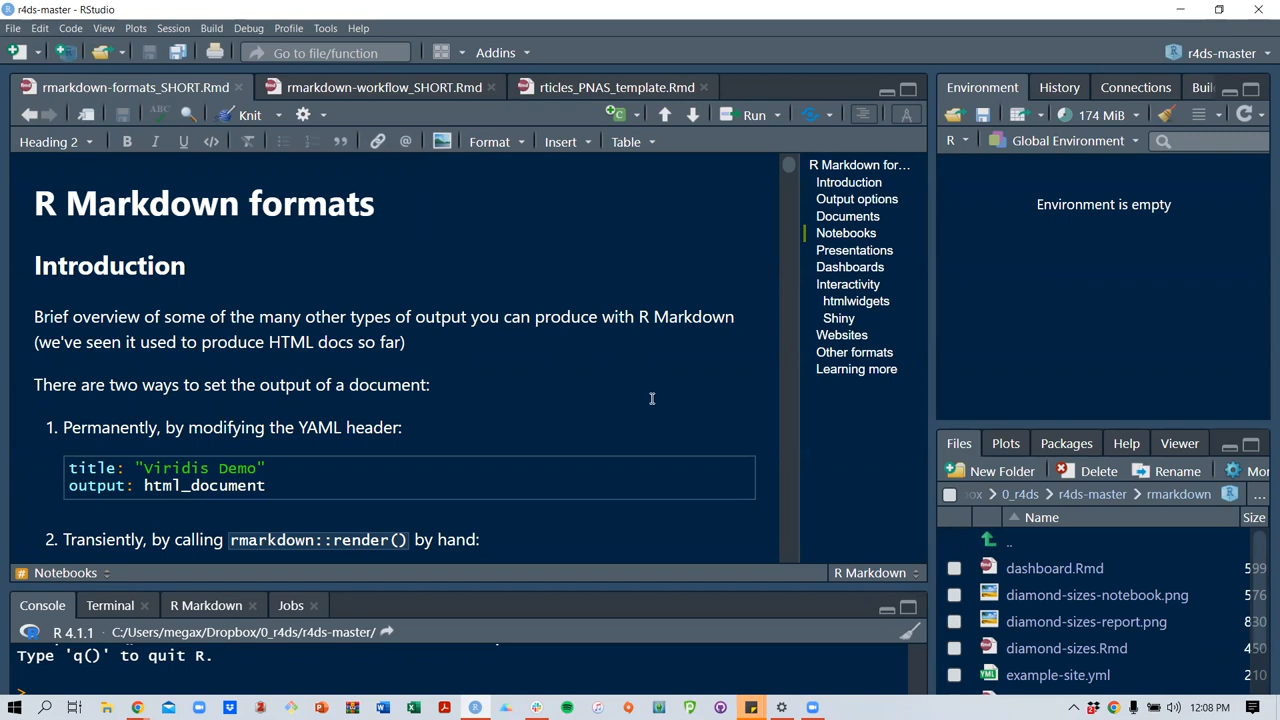 r4ds-master - RStudio
File Edit Code View Plots Session Build Debug Profile Tools Help
Go to file/function Addins r4ds-master
rmarkdown-formats_SHORT.Rmd rmarkdown-workflow_SHORT.Rmd rticles_PNAS_template.Rmd
Knit Run
Heading 2 B I U Format Insert Table
R Markdown formats
Introduction
Brief overview of some of the many other types of output you can produce with R Markdown
(we've seen it used to produce HTML docs so far)
There are two ways to set the output of a document:
1. Permanently, by modifying the YAML header:
title: "Viridis Demo"
output: html_document
2. Transiently, by calling rmarkdown::render() by hand:
R Markdown for...
Introduction
Output options
Documents
Notebooks
Presentations
Dashboards
Interactivity
htmlwidgets
Shiny
Websites
Other formats
Learning more
Notebooks R Markdown
Console Terminal R Markdown Jobs
R 4.1.1 . C:/Users/megax/Dropbox/0_r4ds/r4ds-master/
Type 'q()' to quit R.
>
Environment History Connections Buil
174 MiB
R Global Environment
Environment is empty
Files Plots Packages Help Viewer
New Folder Delete Rename Mor
ox 0_r4ds r4ds-master rmarkdown ...
Name Size
..
dashboard.Rmd 599
diamond-sizes-notebook.png 576
diamond-sizes-report.png 830
diamond-sizes.Rmd 450
example-site.yml 210
12:08 PM